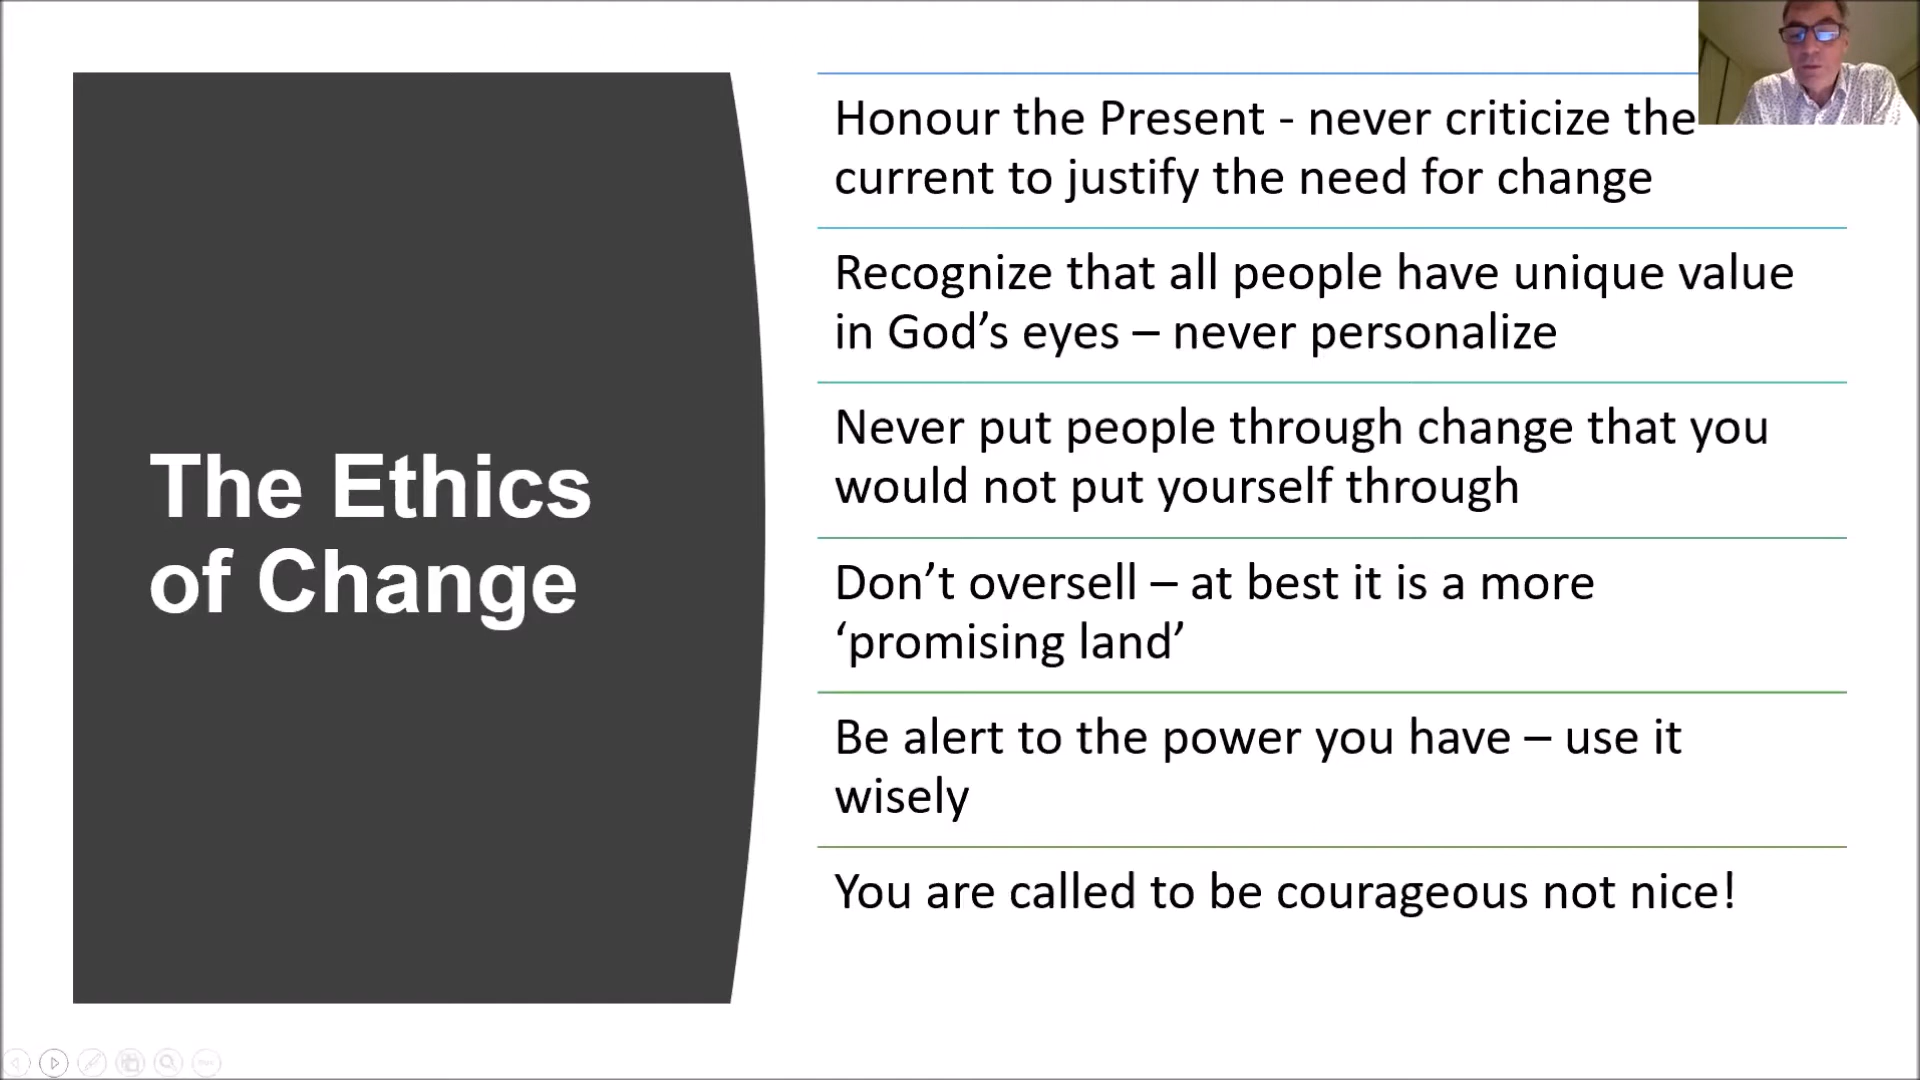 The Ethics
of Change
Honour the Present - never criticize the
current to justify the need for change
Recognize that all people have unique value
in God’s eyes – never personalize
Never put people through change that you
would not put yourself through
Don’t oversell – at best it is a more
‘promising land’
Be alert to the power you have – use it
wisely
You are called to be courageous not nice!